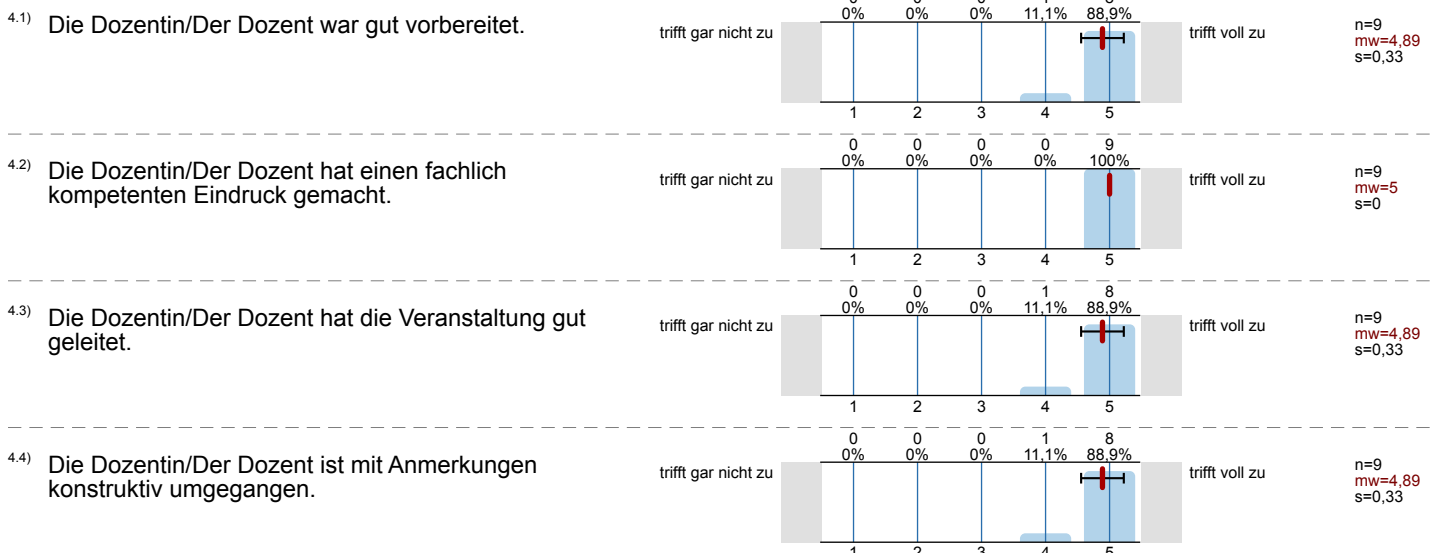 4.1) Die Dozentin/Der Dozent war gut vorbereitet.
0% 0% 0% 11,1% 88,9%
trifft gar nicht zu
trifft voll zu
n=9
mw=4,89
s=0,33
1 2 3 4 5
4.2) Die Dozentin/Der Dozent hat einen fachlich
kompetenten Eindruck gemacht.
0 0 0 0 9
0% 0% 0% 0% 100%
trifft gar nicht zu
trifft voll zu
n=9
mw=5
s=0
1 2 3 4 5
4.3) Die Dozentin/Der Dozent hat die Veranstaltung gut
geleitet.
0 0 0 1 8
0% 0% 0% 11,1% 88,9%
trifft gar nicht zu
trifft voll zu
n=9
mw=4,89
s=0,33
1 2 3 4 5
4.4) Die Dozentin/Der Dozent ist mit Anmerkungen
konstruktiv umgegangen.
0 0 0 1 8
0% 0% 0% 11,1% 88,9%
trifft gar nicht zu
trifft voll zu
n=9
mw=4,89
s=0,33
1 2 3 4 5